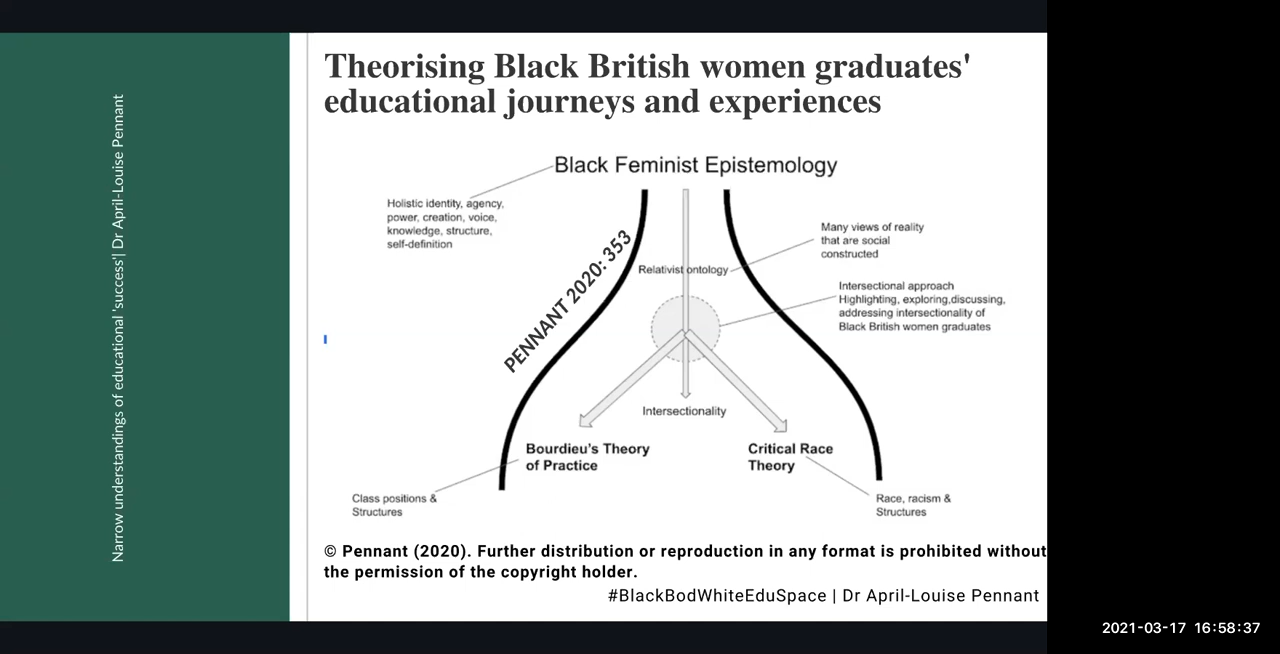 Narrow understandings of educational 'success'| Dr April-Louise Pennant
Theorising Black British women graduates'
educational journeys and experiences
Black Feminist Epistemology
Holistic identity, agency,
power, creation, voice,
knowledge, structure,
self-definition
PENNANT 2020: 353
Many views of reality
that are social
constructed
Relativist ontology
Intersectional approach
Highlighting, exploring,discussing,
addressing intersectionality of
Black British women graduates
Intersectionality
Bourdieu's Theory
of Practice
Critical Race
Theory
Class positions &
Structures
Race, racism &
Structures
© Pennant (2020). Further distribution or reproduction in any format is prohibited without
the permission of the copyright holder.
#BlackBodWhiteEduSpace | Dr April-Louise Pennant
2021-03-17 16:58:37